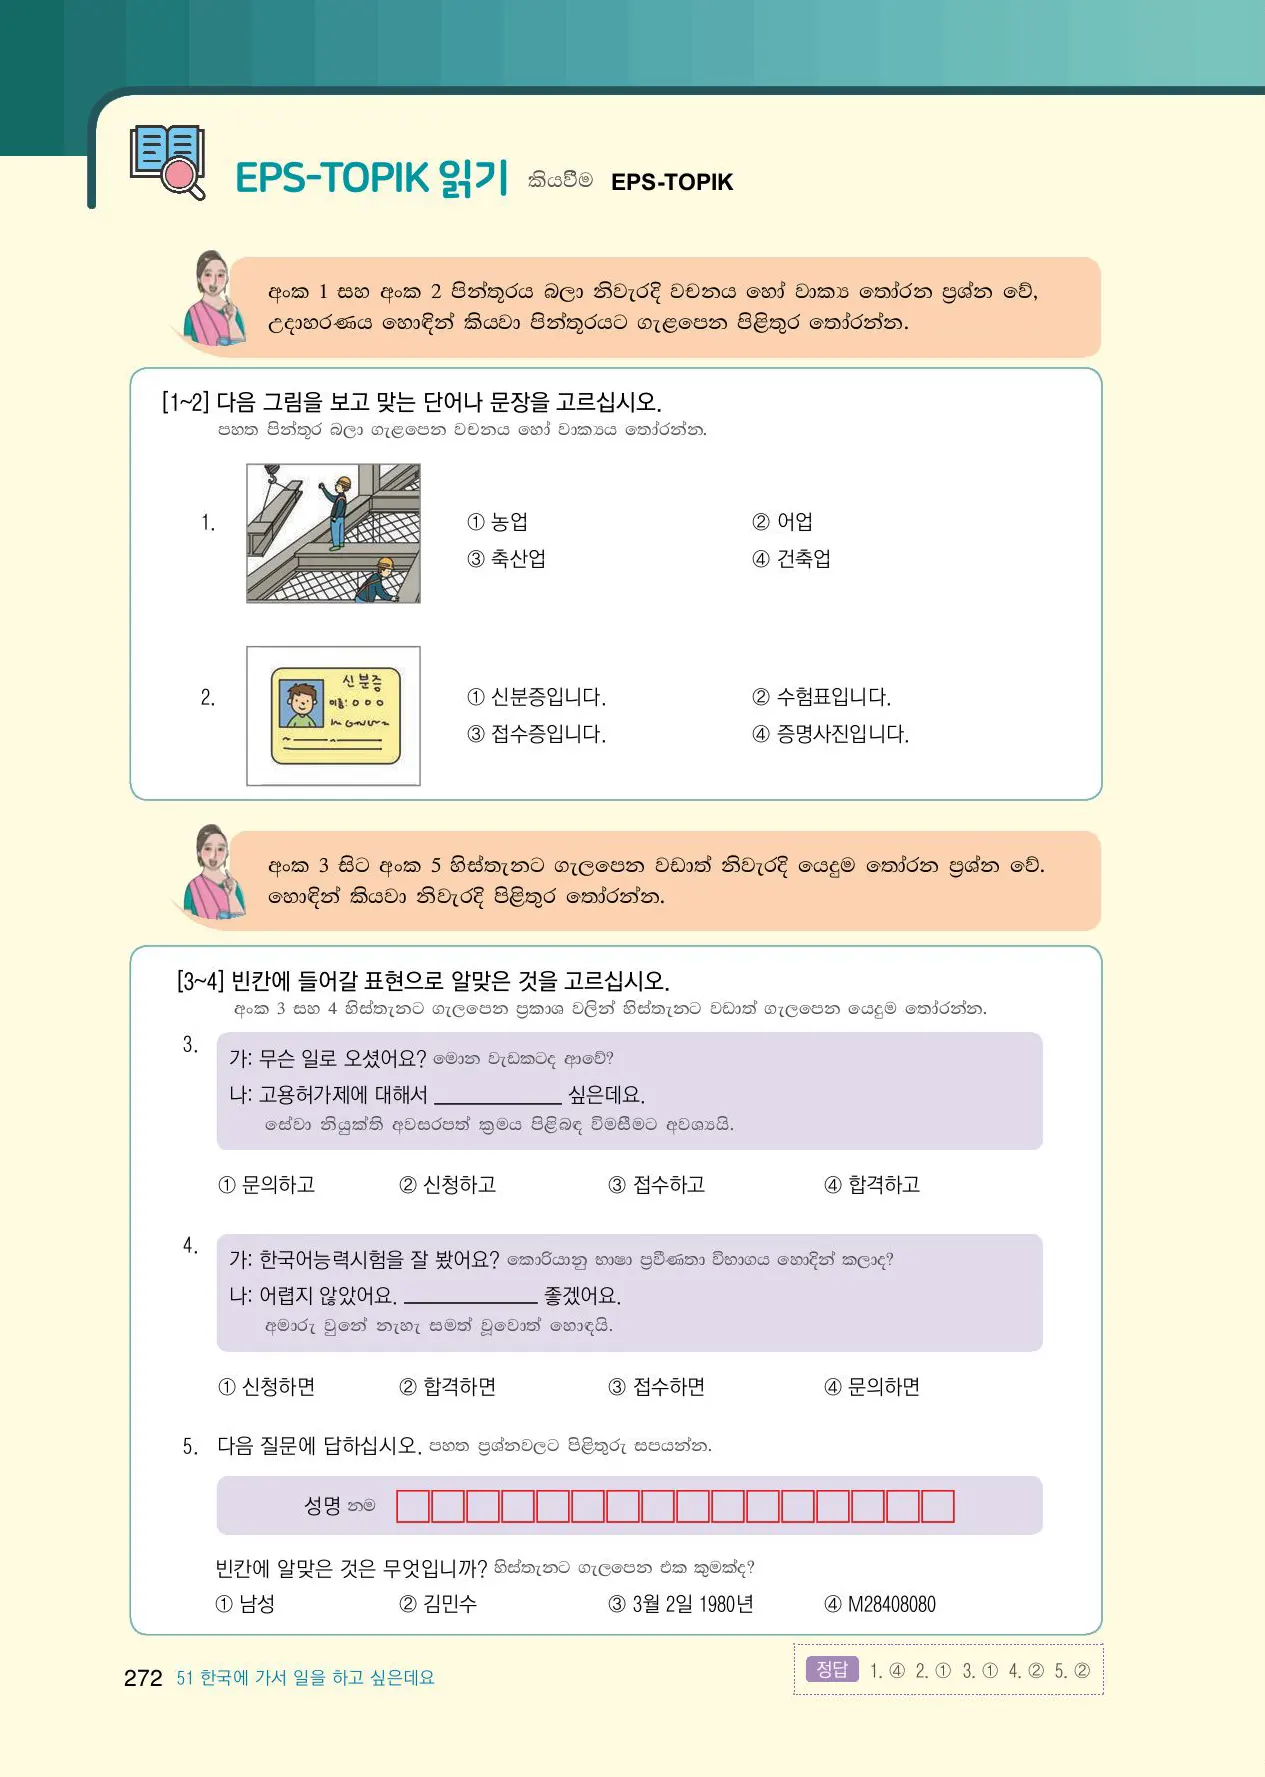 EPS-TOPIK 읽기 කියවීම EPS-TOPIK
අංක 1 සහ අංක 2 පින්තූරය බලා නිවැරදි වචනය හෝ වාක්‍ය තෝරන ප්‍රශ්න වේ,
උදාහරණය හොඳින් කියවා පින්තූරයට ගැළපෙන පිළිතුර තෝරන්න.
[1~2] 다음 그림을 보고 맞는 단어나 문장을 고르십시오.
පහත පින්තූර බලා ගැළපෙන වචනය හෝ වාක්‍යය තෝරන්න.
1.
① 농업 ② 어업
③ 축산업 ④ 건축업
2.
신분증
이름: ㅇㅇㅇ
① 신분증입니다. ② 수험표입니다.
③ 접수증입니다. ④ 증명사진입니다.
අංක 3 සිට අංක 5 හිස්තැනට ගැලපෙන වඩාත් නිවැරදි යෙදුම තෝරන ප්‍රශ්න වේ.
හොඳින් කියවා නිවැරදි පිළිතුර තෝරන්න.
[3~4] 빈칸에 들어갈 표현으로 알맞은 것을 고르십시오.
අංක 3 සහ 4 හිස්තැනට ගැලපෙන ප්‍රකාශ වලින් හිස්තැනට වඩාත් ගැලපෙන යෙදුම තෝරන්න.
3.
가: 무슨 일로 오셨어요? මොන වැඩකටද ආවේ?
나: 고용허가제에 대해서 ____________ 싶은데요.
සේවා නියුක්ති අවසරපත් ක්‍රමය පිළිබඳ විමසීමට අවශ්‍යයි.
① 문의하고 ② 신청하고 ③ 접수하고 ④ 합격하고
4.
가: 한국어능력시험을 잘 봤어요? කොරියානු භාෂා ප්‍රවීණතා විභාගය හොදින් කලාද?
나: 어렵지 않았어요. ____________ 좋겠어요.
අමාරු වුනේ නැහැ සමත් වූවොත් හොඳයි.
① 신청하면 ② 합격하면 ③ 접수하면 ④ 문의하면
5. 다음 질문에 답하십시오. පහත ප්‍රශ්නවලට පිළිතුරු සපයන්න.
성명 නම
빈칸에 알맞은 것은 무엇입니까? හිස්තැනට ගැලපෙන එක කුමක්ද?
① 남성 ② 김민수 ③ 3월 2일 1980년 ④ M28408080
272 51 한국에 가서 일을 하고 싶은데요
정답 1. ④ 2. ① 3. ① 4. ② 5. ②